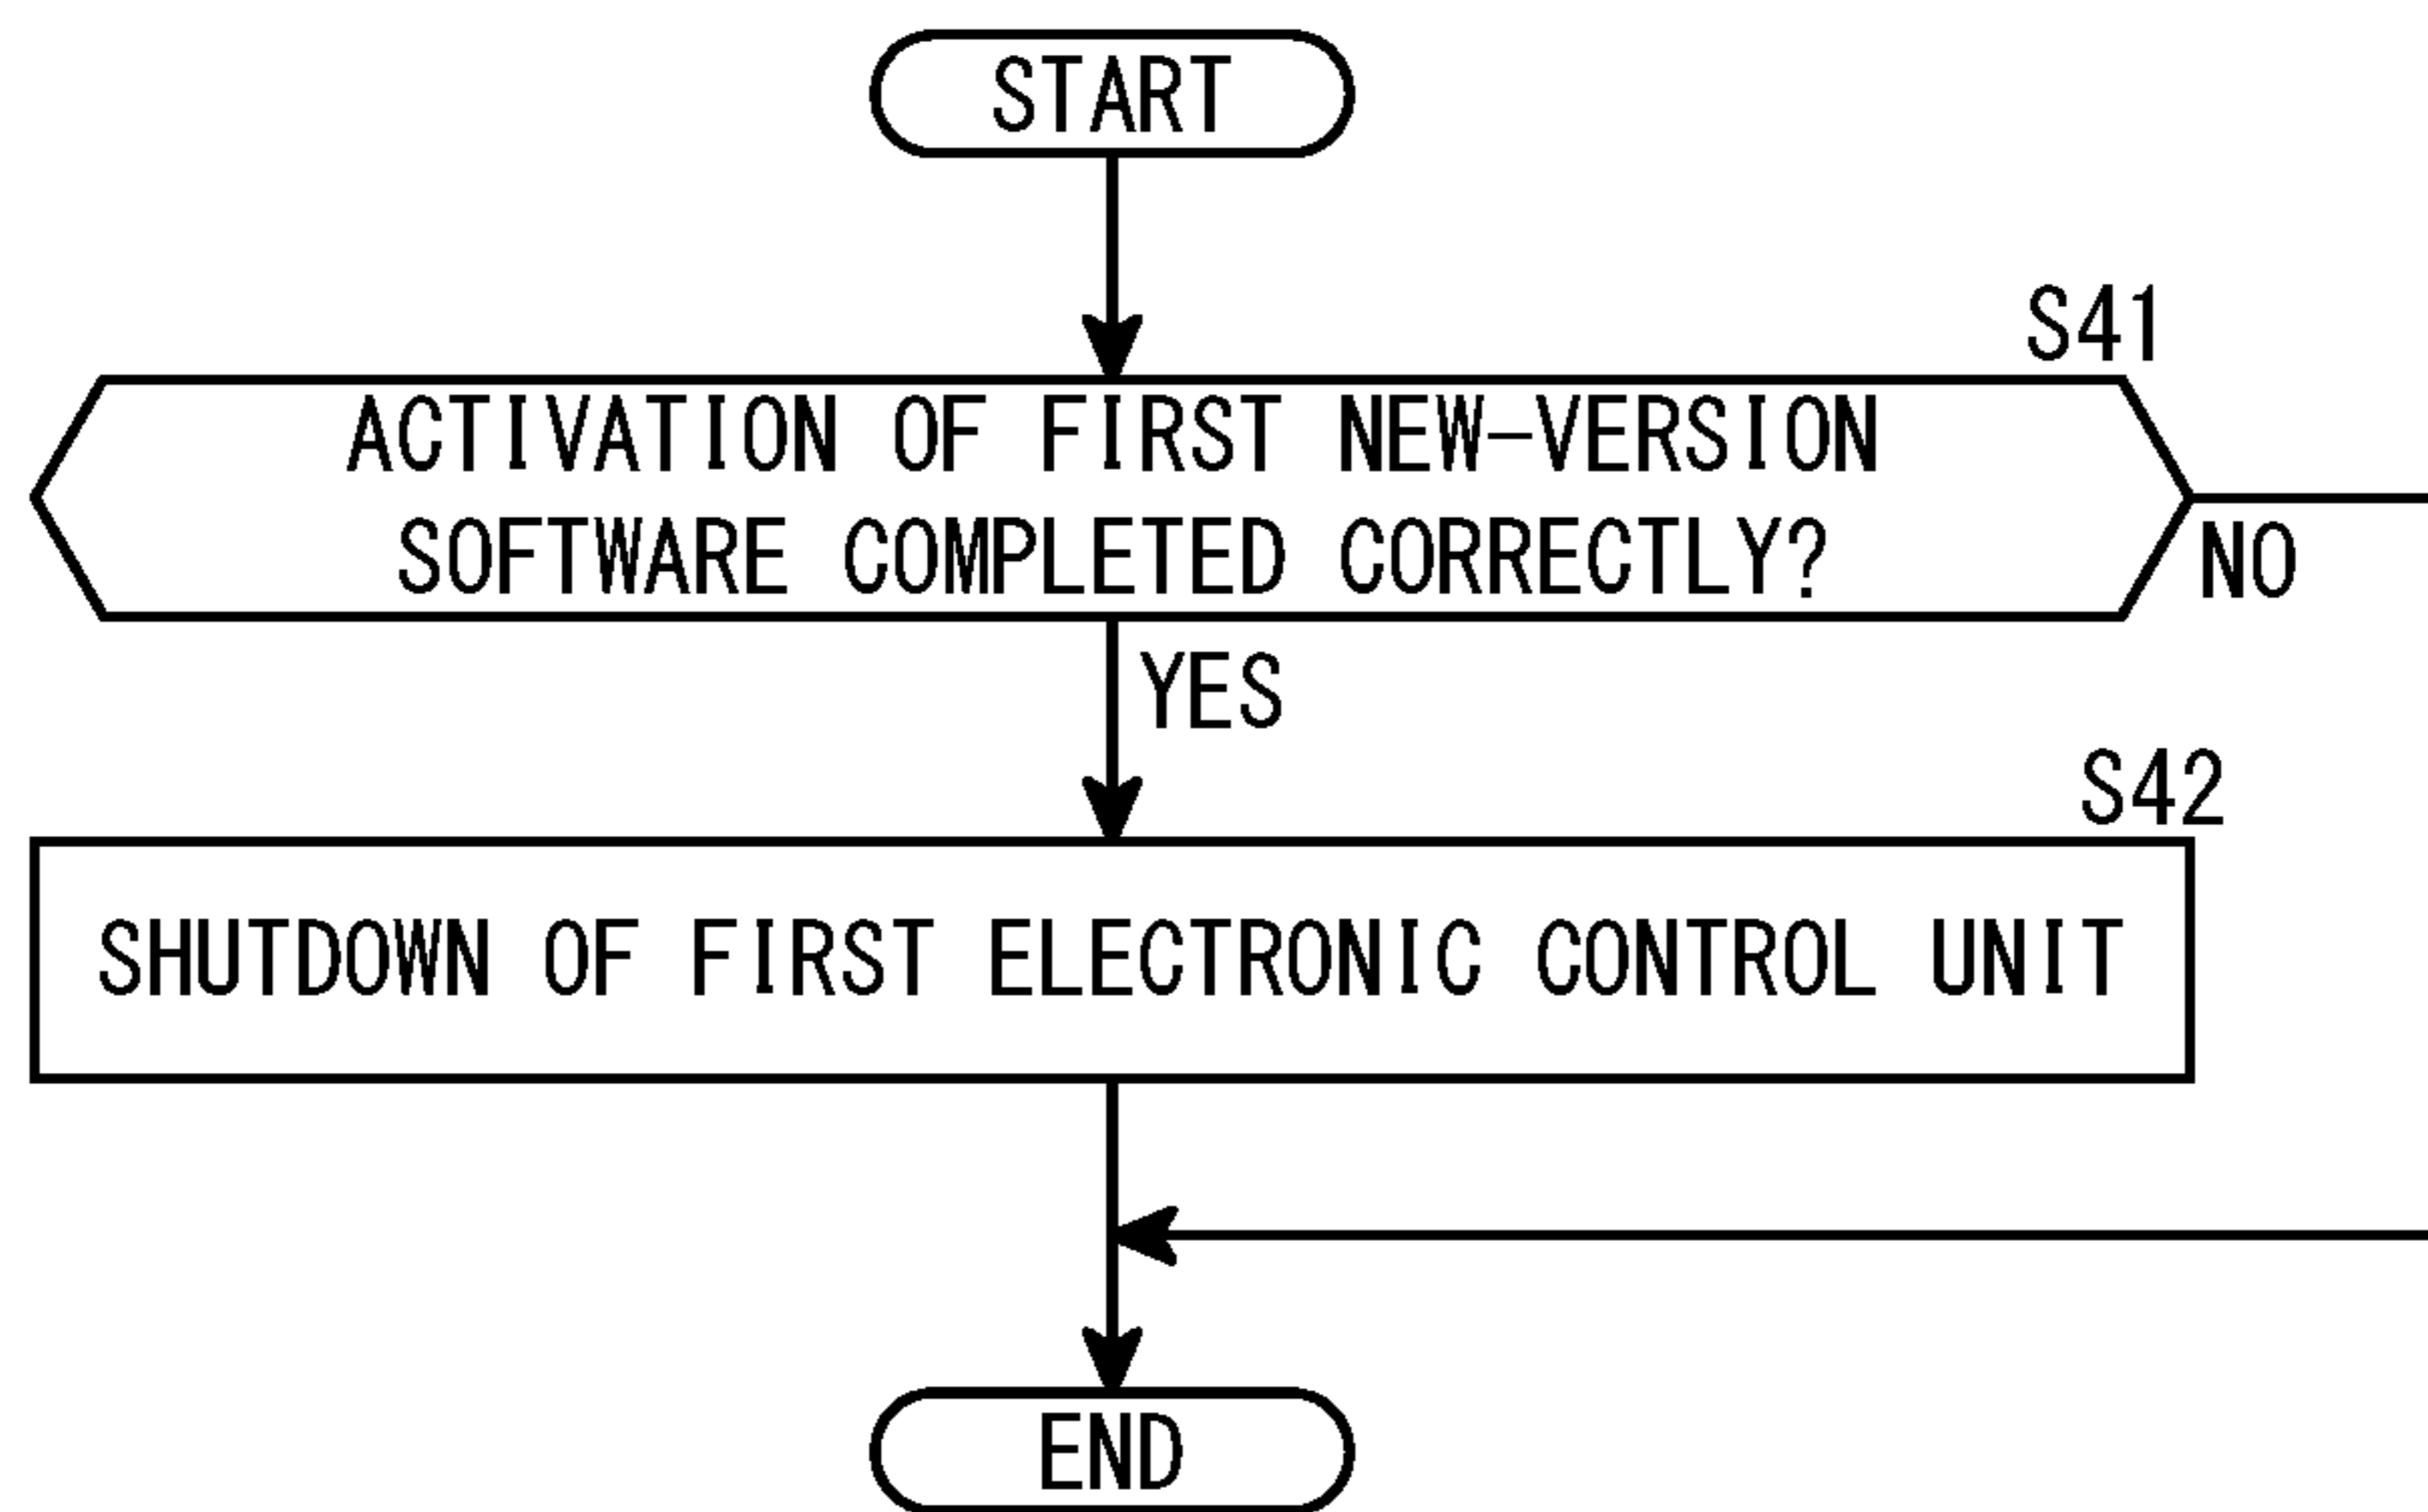 START
S41
ACTIVATION OF FIRST NEW-VERSION
SOFTWARE COMPLETED CORRECTLY?
NO
YES
S42
SHUTDOWN OF FIRST ELECTRONIC CONTROL UNIT
END